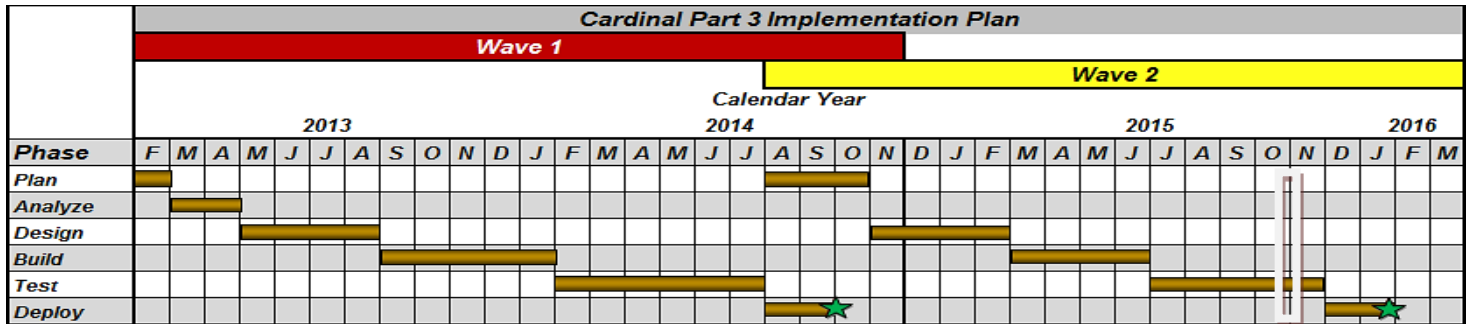 Cardinal Part 3 Implementation Plan
Wave 1
Wave 2
Calendar Year
2013 2014 2015 2016
Phase F M A M J J A S O N D J F M A M J J A S O N D J F M A M J J A S O N D J F M
Plan
Analyze
Design
Build
Test
Deploy